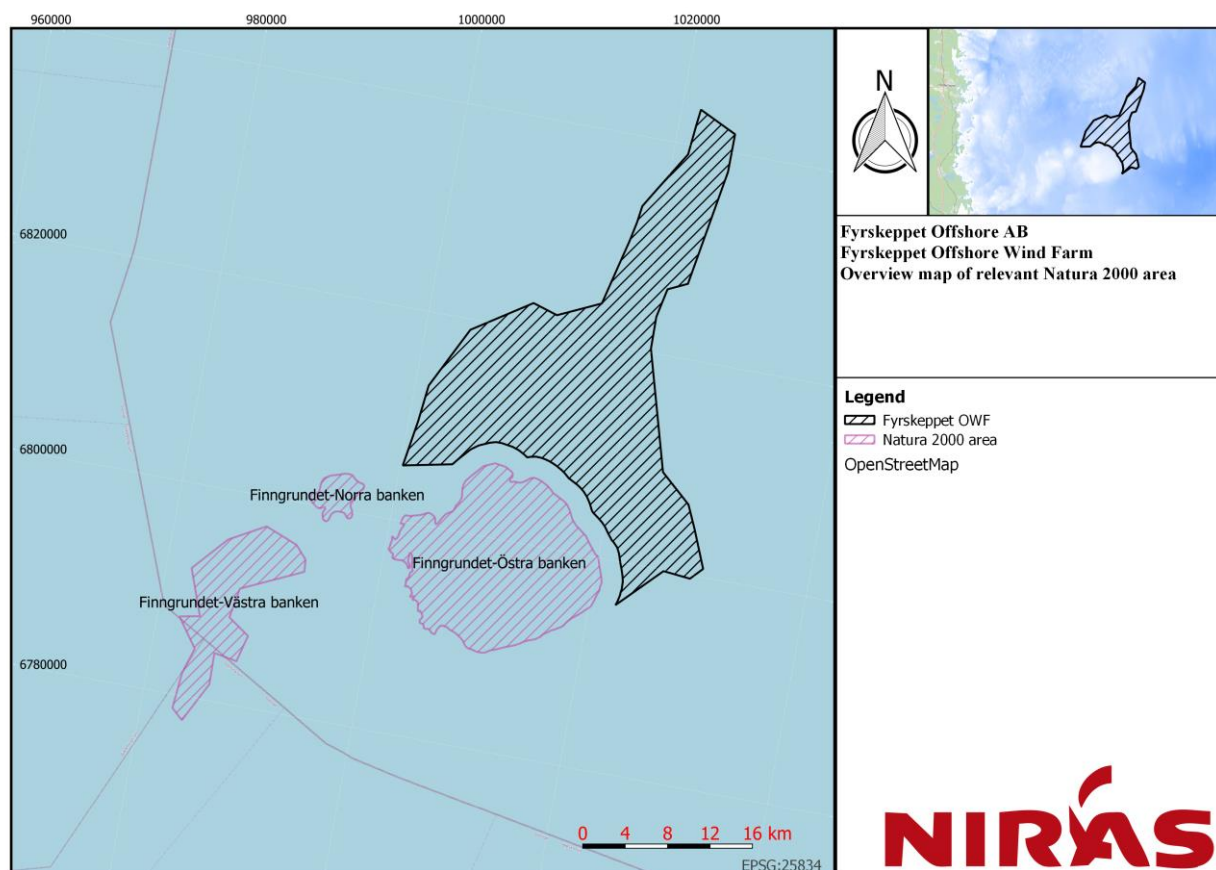 960000
980000
1000000
1020000
6820000
6800000
6780000
Finngrundet-Norra banken
Finngrundet-Östra banken
Finngrundet-Västra banken
0 4 8 12 16 km
EPSG:25834
N
Fyrskeppet Offshore AB
Fyrskeppet Offshore Wind Farm
Overview map of relevant Natura 2000 area
Legend
Fyrskeppet OWF
Natura 2000 area
OpenStreetMap
NIRAS